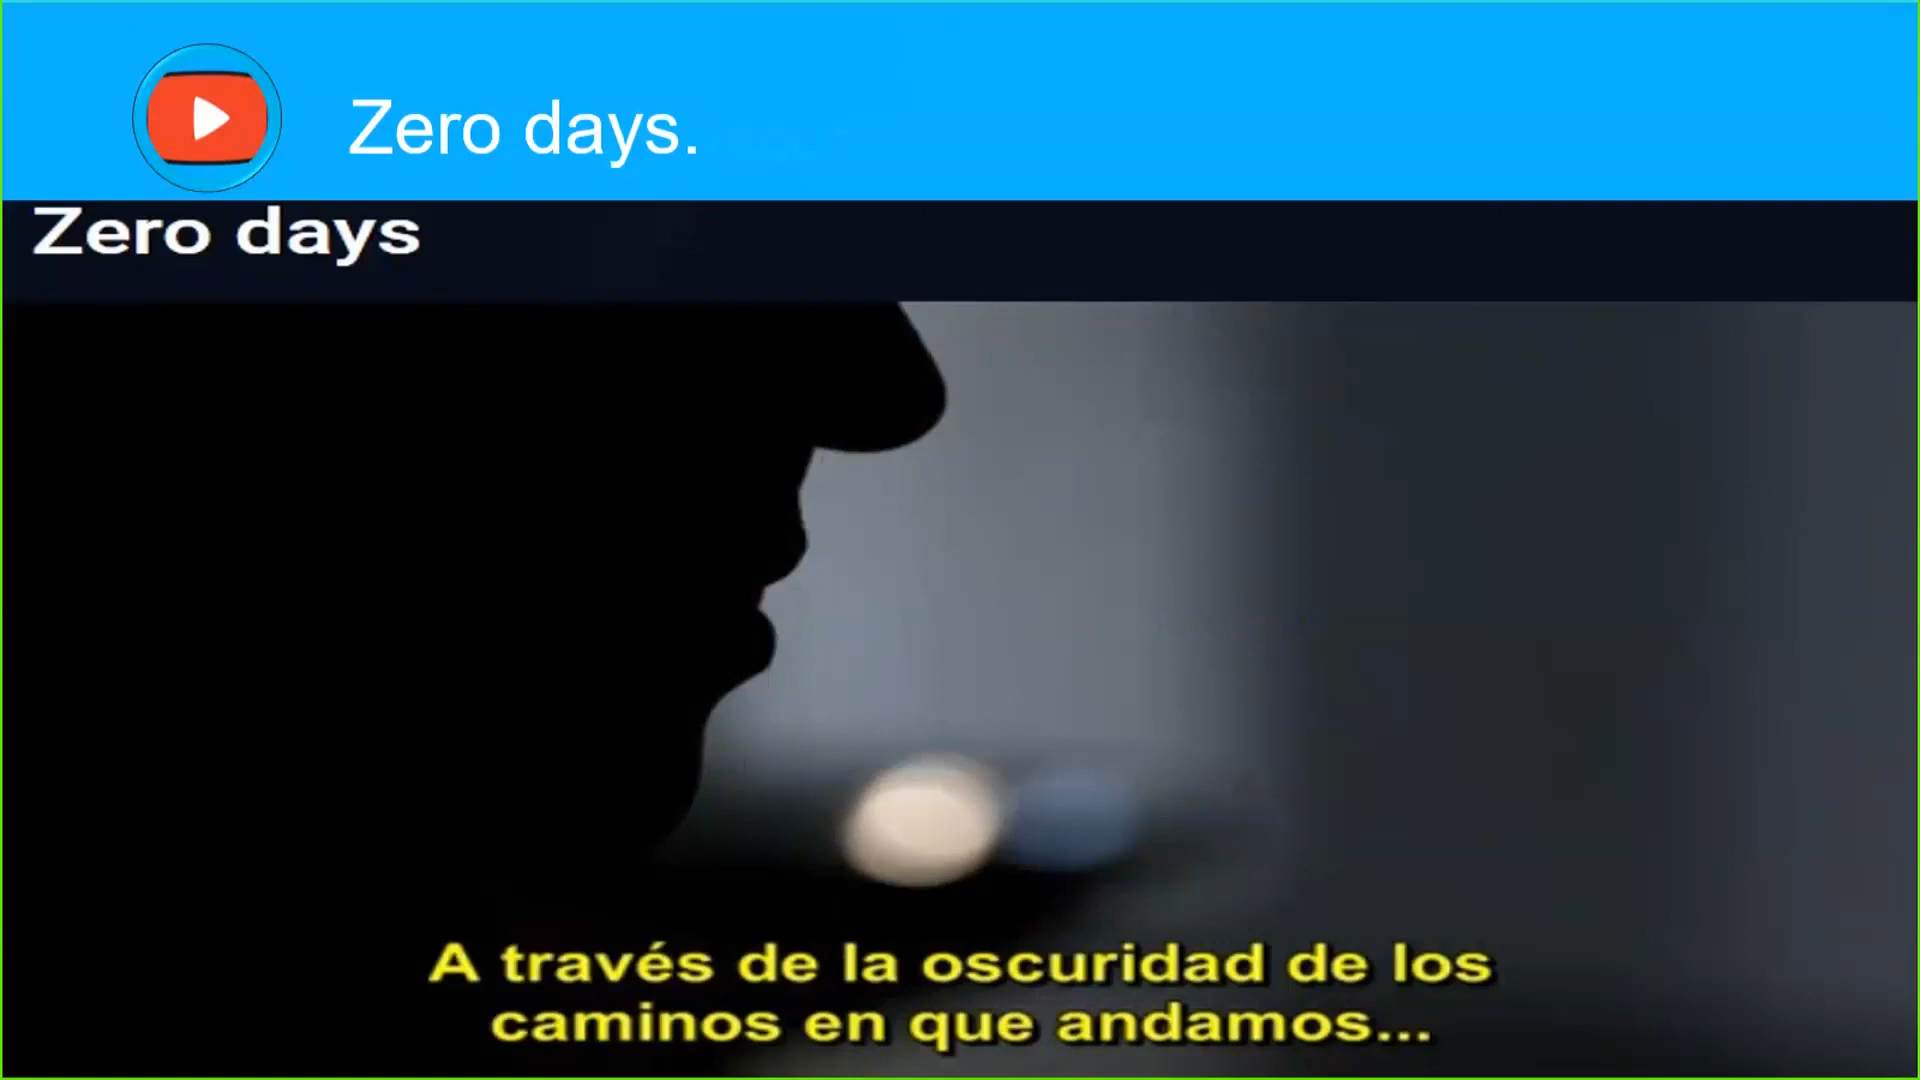 Zero days.
Zero days
A través de la oscuridad de los
caminos en que andamos...